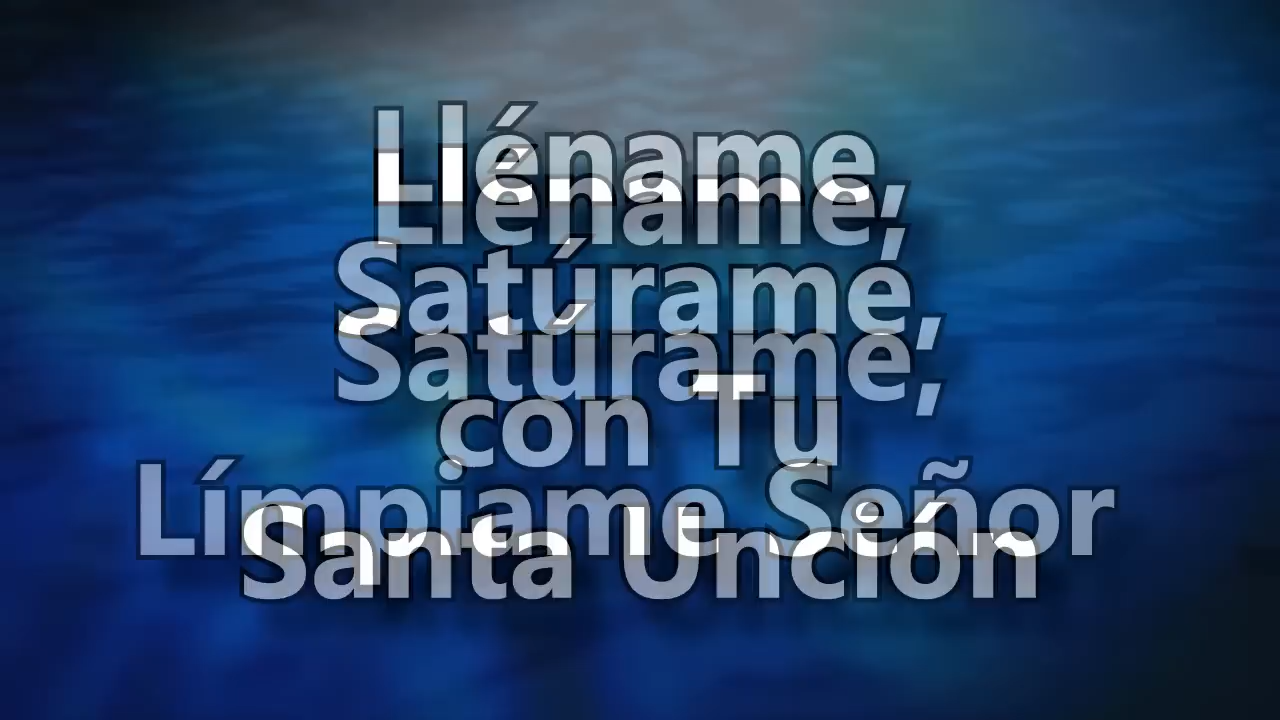 Lléname,
Lléname,
Satúrame,
Satúrame,
con Tu
Límpiame Señor
Santa Unción